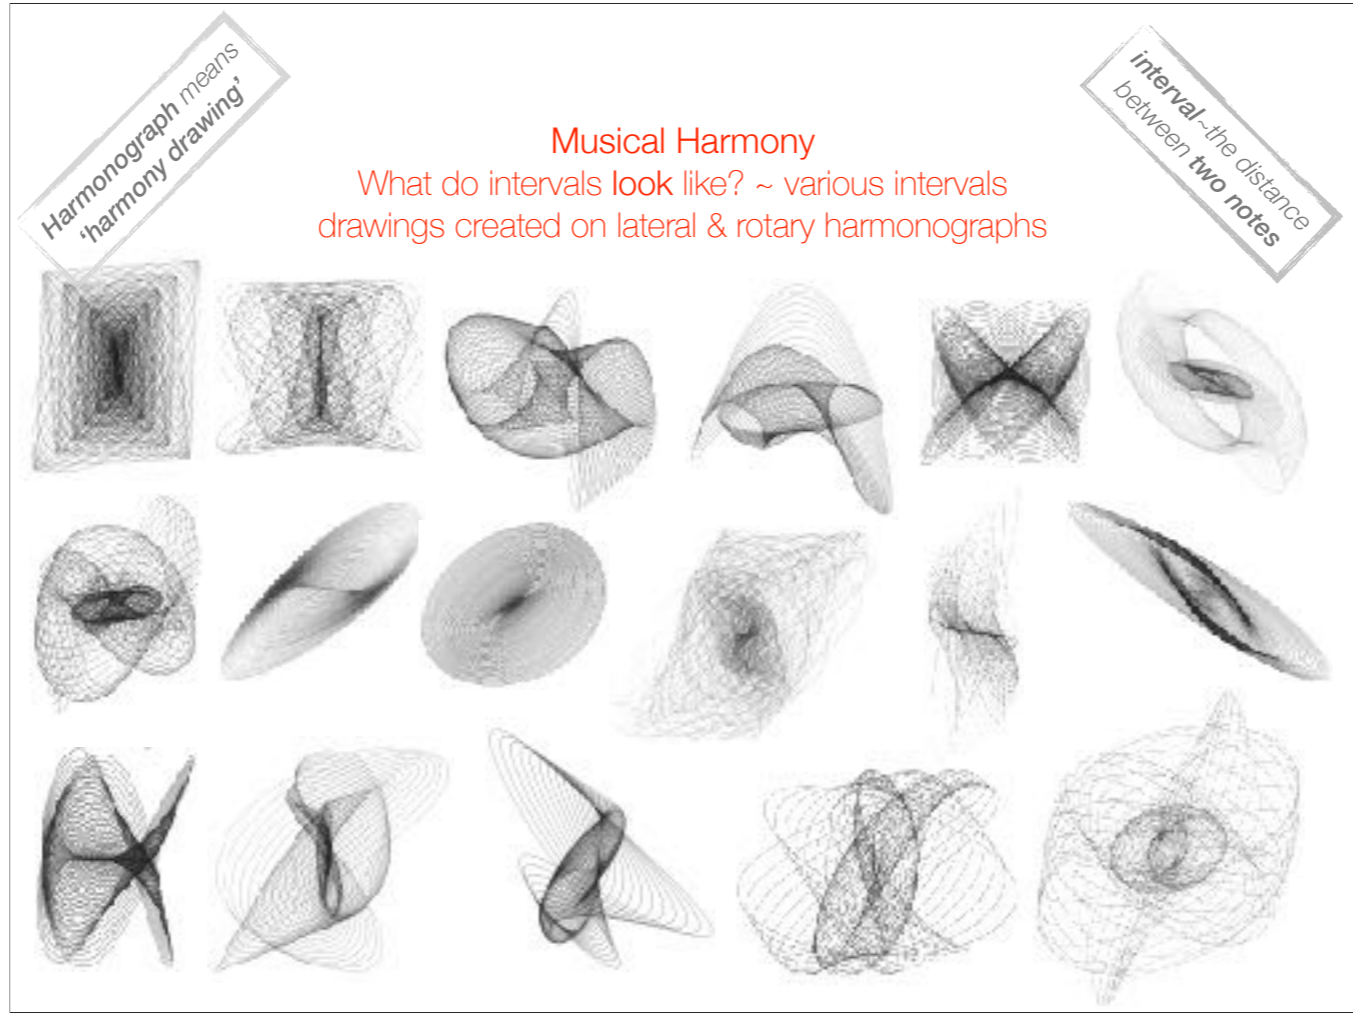 Harmonograph means
‘harmony drawing’
interval~the distance
between two notes
Musical Harmony
What do intervals look like? ~ various intervals
drawings created on lateral & rotary harmonographs